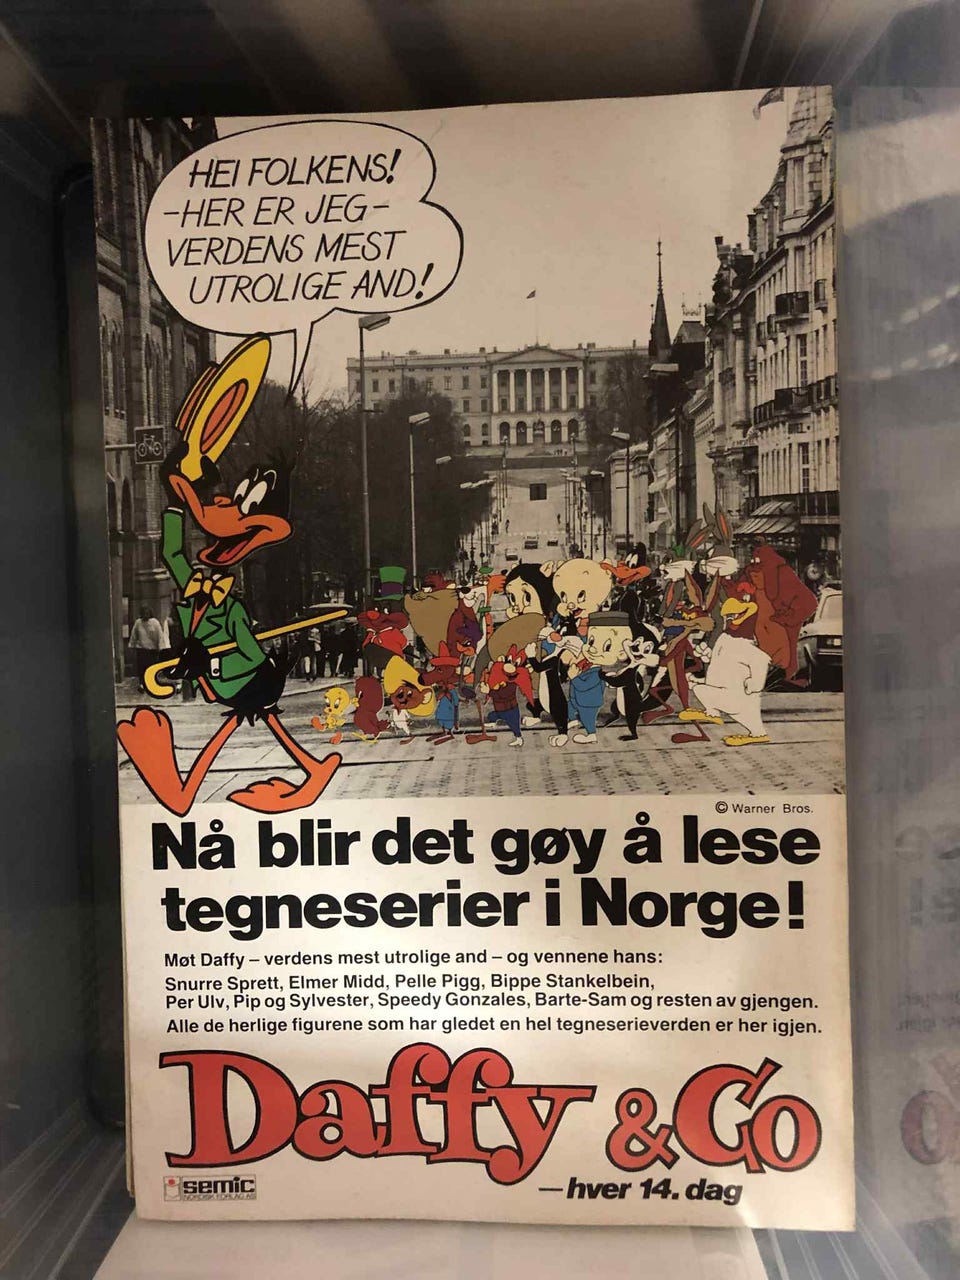 HEI FOLKENS!
-HER ER JEG-
VERDENS MEST
UTROLIGE AND!
© Warner Bros.
Nå blir det gøy å lese
tegneserier i Norge!
Møt Daffy – verdens mest utrolige and – og vennene hans:
Snurre Sprett, Elmer Midd, Pelle Pigg, Bippe Stankelbein,
Per Ulv, Pip og Sylvester, Speedy Gonzales, Barte-Sam og resten av gjengen.
Alle de herlige figurene som har gledet en hel tegneserieverden er her igjen.
Daffy & Co
semic
NORDISK FORLAG AS
—hver 14. dag